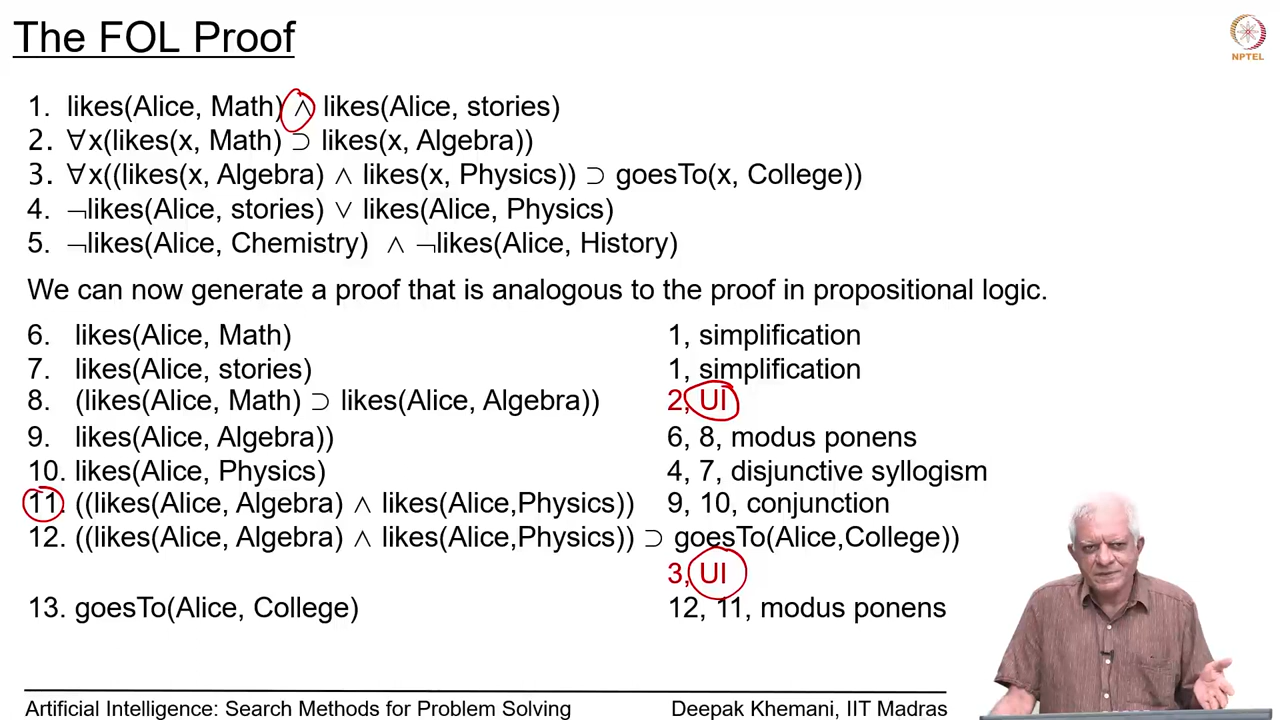 The FOL Proof
NPTEL
1. likes(Alice, Math) ∧ likes(Alice, stories)
2. ∀x(likes(x, Math) ⊃ likes(x, Algebra))
3. ∀x((likes(x, Algebra) ∧ likes(x, Physics)) ⊃ goesTo(x, College))
4. ¬likes(Alice, stories) ∨ likes(Alice, Physics)
5. ¬likes(Alice, Chemistry) ∧ ¬likes(Alice, History)
We can now generate a proof that is analogous to the proof in propositional logic.
6. likes(Alice, Math) 1, simplification
7. likes(Alice, stories) 1, simplification
8. (likes(Alice, Math) ⊃ likes(Alice, Algebra)) 2, UI
9. likes(Alice, Algebra)) 6, 8, modus ponens
10. likes(Alice, Physics) 4, 7, disjunctive syllogism
11. ((likes(Alice, Algebra) ∧ likes(Alice,Physics)) 9, 10, conjunction
12. ((likes(Alice, Algebra) ∧ likes(Alice,Physics)) ⊃ goesTo(Alice,College))
3, UI
13. goesTo(Alice, College) 12, 11, modus ponens
Artificial Intelligence: Search Methods for Problem Solving Deepak Khemani, IIT Madras